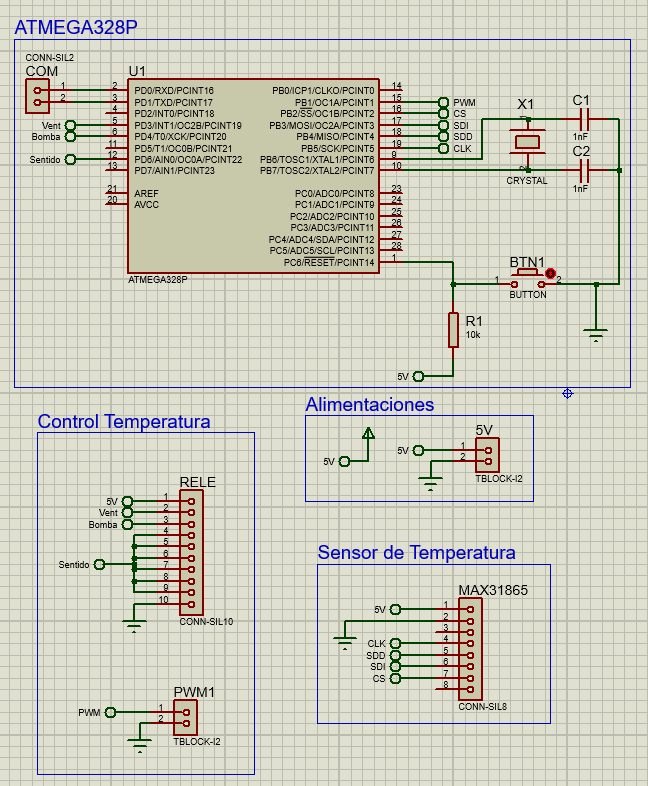 ATMEGA328P
CONN-SIL2
COM
1
2
U1
2 PD0/RXD/PCINT16
3 PD1/TXD/PCINT17
4 PD2/INT0/PCINT18
Vent 5 PD3/INT1/OC2B/PCINT19
Bomba 6 PD4/T0/XCK/PCINT20
11 PD5/T1/OC0B/PCINT21
Sentido 12 PD6/AIN0/OC0A/PCINT22
13 PD7/AIN1/PCINT23
21 AREF
20 AVCC
PB0/ICP1/CLKO/PCINT0 14
PB1/OC1A/PCINT1 15 PWM
PB2/SS/OC1B/PCINT2 16 CS
PB3/MOSI/OC2A/PCINT3 17 SDI
PB4/MISO/PCINT4 18 SDD
PB5/SCK/PCINT5 19 CLK
PB6/TOSC1/XTAL1/PCINT6 9
PB7/TOSC2/XTAL2/PCINT7 10
PC0/ADC0/PCINT8 23
PC1/ADC1/PCINT9 24
PC2/ADC2/PCINT10 25
PC3/ADC3/PCINT11 26
PC4/ADC4/SDA/PCINT12 27
PC5/ADC5/SCL/PCINT13 28
PC6/RESET/PCINT14 1
ATMEGA328P
X1
CRYSTAL
C1
1nF
C2
1nF
BTN1
1 2
BUTTON
R1
10k
5V
Control Temperatura
RELE
5V 1
Vent 2
Bomba 3
4
5
6
Sentido 7
8
9
10
CONN-SIL10
PWM1
PWM 1
2
TBLOCK-I2
Alimentaciones
5V
5V
5V 1
2
TBLOCK-I2
Sensor de Temperatura
MAX31865
5V 1
2
3
CLK 4
SDD 5
SDI 6
CS 7
8
CONN-SIL8